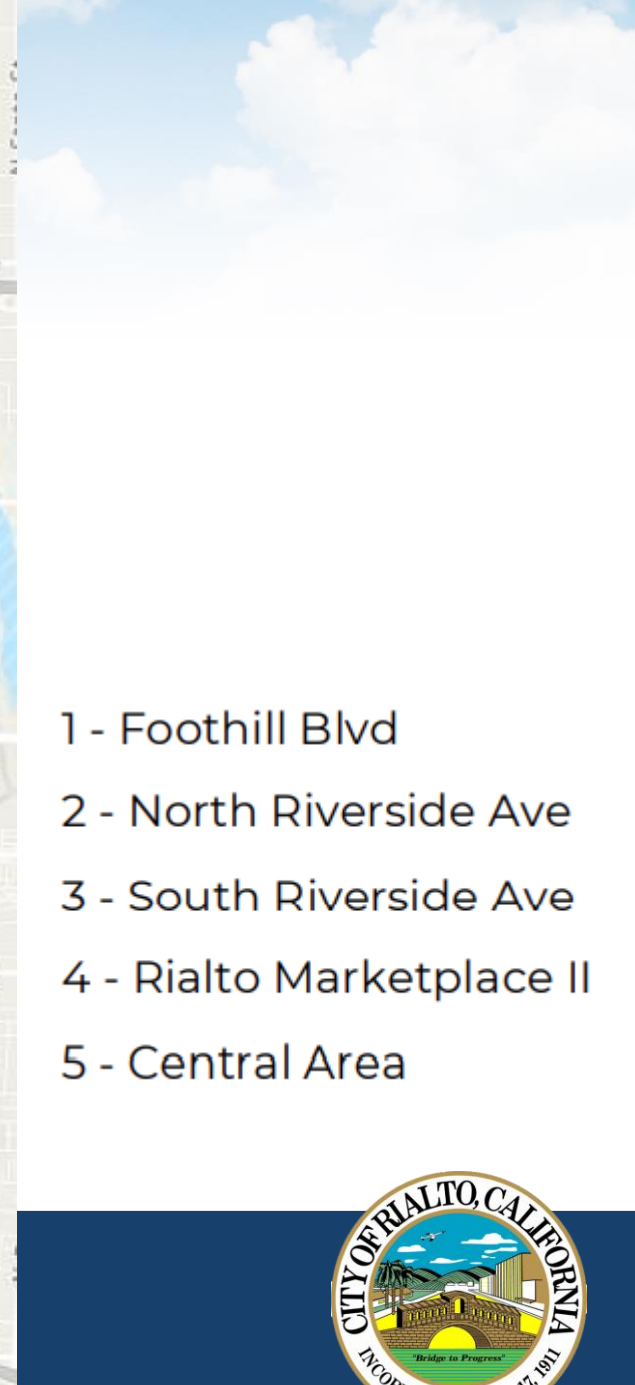 1 - Foothill Blvd
2 - North Riverside Ave
3 - South Riverside Ave
4 - Rialto Marketplace II
5 - Central Area
CITY OF RIALTO, CALIFORNIA
"Bridge to Progress"
1911